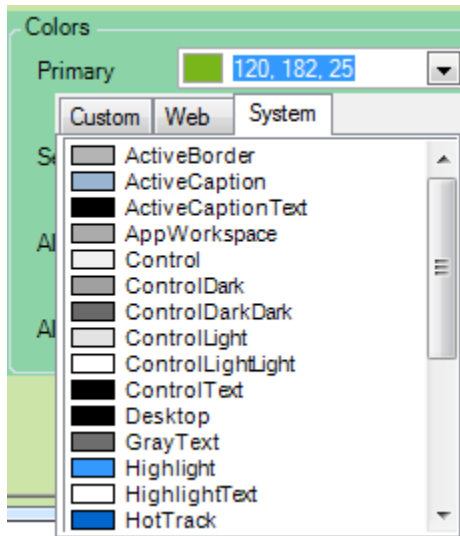 Colors
Primary 120, 182, 25
Custom Web System
ActiveBorder
ActiveCaption
ActiveCaptionText
AppWorkspace
Control
ControlDark
ControlDarkDark
ControlLight
ControlLightLight
ControlText
Desktop
GrayText
Highlight
HighlightText
HotTrack